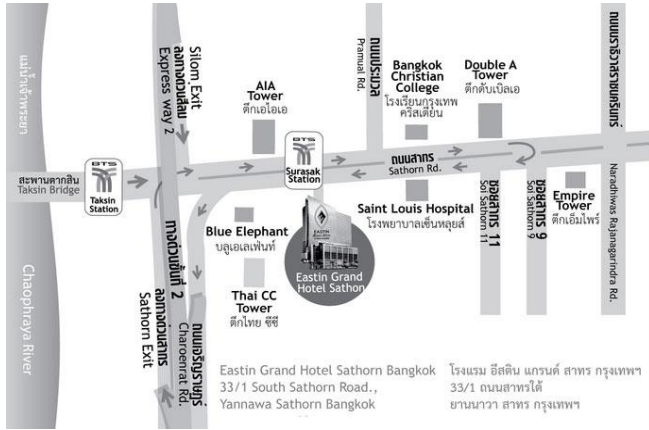 แม่น้ำเจ้าพระยา
Chaophraya River
สะพานตากสิน
Taksin Bridge
BTS
Taksin
Station
Silom Exit
ลงทางด่วนสีลม
Express way 2
AIA
Tower
ตึกเอไอเอ
ถนนประมวล
Pramual Rd.
Bangkok
Christian
College
โรงเรียนกรุงเทพ
คริสเตียน
Double A
Tower
ตึกดับเบิลเอ
ถนนนราธิวาสราชนครินทร์
Naradhiwas Rajanagarindra Rd.
BTS
Surasak
Station
ถนนสาทร
Sathorn Rd.
Blue Elephant
บลูเอเลเฟ่นท์
EASTIN
Eastin Grand
Hotel Sathon
Saint Louis Hospital
โรงพยาบาลเซ็นหลุยส์
ซอยสาทร 11
Soi Sathorn 11
ซอยสาทร 9
Soi Sathorn 9
Empire
Tower
ตึกเอ็มไพร์
Thai CC
Tower
ตึกไทย ซีซี
ทางด่วนขั้นที่ 2
ลงทางด่วนสาทร
Sathorn Exit
ถนนเจริญราษฎร์
Charoenrat Rd.
Eastin Grand Hotel Sathorn Bangkok
33/1 South Sathorn Road.,
Yannawa Sathorn Bangkok
โรงแรม อีสติน แกรนด์ สาทร กรุงเทพฯ
33/1 ถนนสาทรใต้
ยานนาวา สาทร กรุงเทพฯ